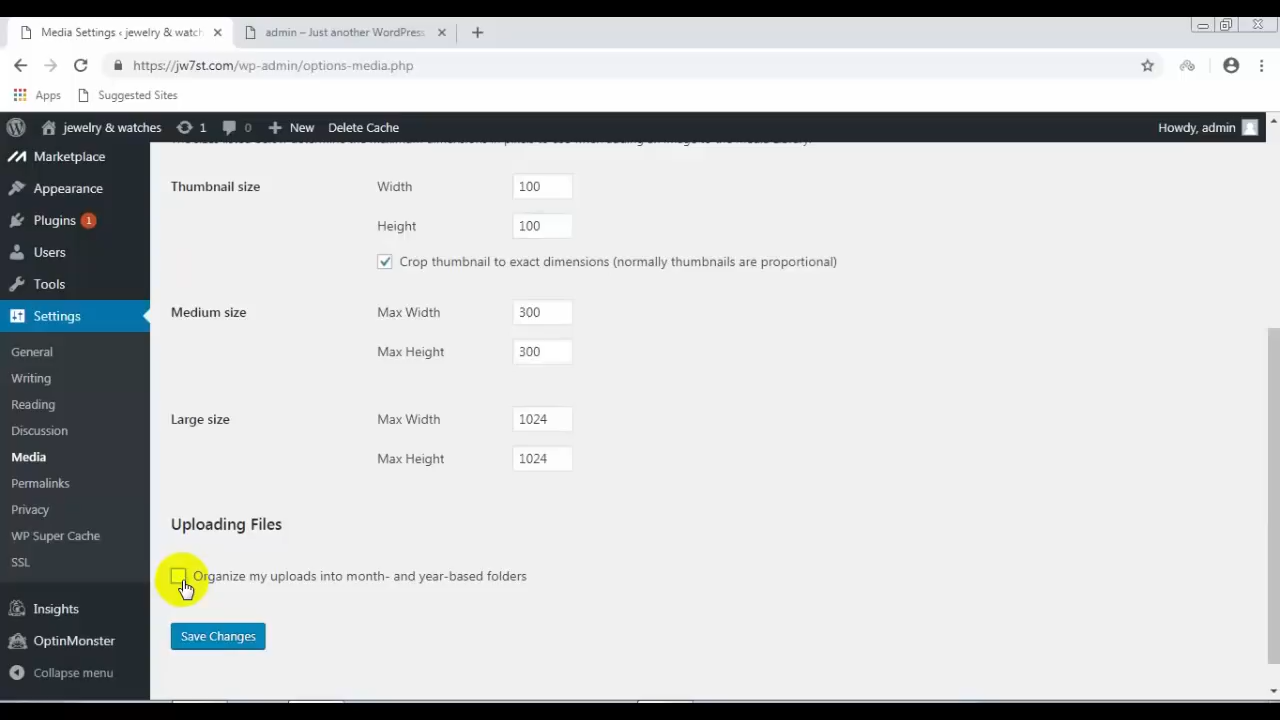 Media Settings ‹ jewelry & watch
admin – Just another WordPress
https://jw7st.com/wp-admin/options-media.php
Apps
Suggested Sites
jewelry & watches
1
0
New
Delete Cache
Howdy, admin
Marketplace
Appearance
Plugins 1
Users
Tools
Settings
General
Writing
Reading
Discussion
Media
Permalinks
Privacy
WP Super Cache
SSL
Insights
OptinMonster
Collapse menu
Thumbnail size
Width 100
Height 100
Crop thumbnail to exact dimensions (normally thumbnails are proportional)
Medium size
Max Width 300
Max Height 300
Large size
Max Width 1024
Max Height 1024
Uploading Files
Organize my uploads into month- and year-based folders
Save Changes